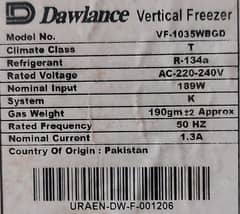 Dawlance Vertical Freezer
Model No. VF-1035WBGD
Climate Class T
Refrigerant R-134a
Rated Voltage AC-220-240V
Nominal Input 189W
System K
Gas Weight 190gm ±2 Approx
Rated Frequency 50 HZ
Nominal Current 1.3A
Country Of Origin : Pakistan
URAEN-DW-F-001206